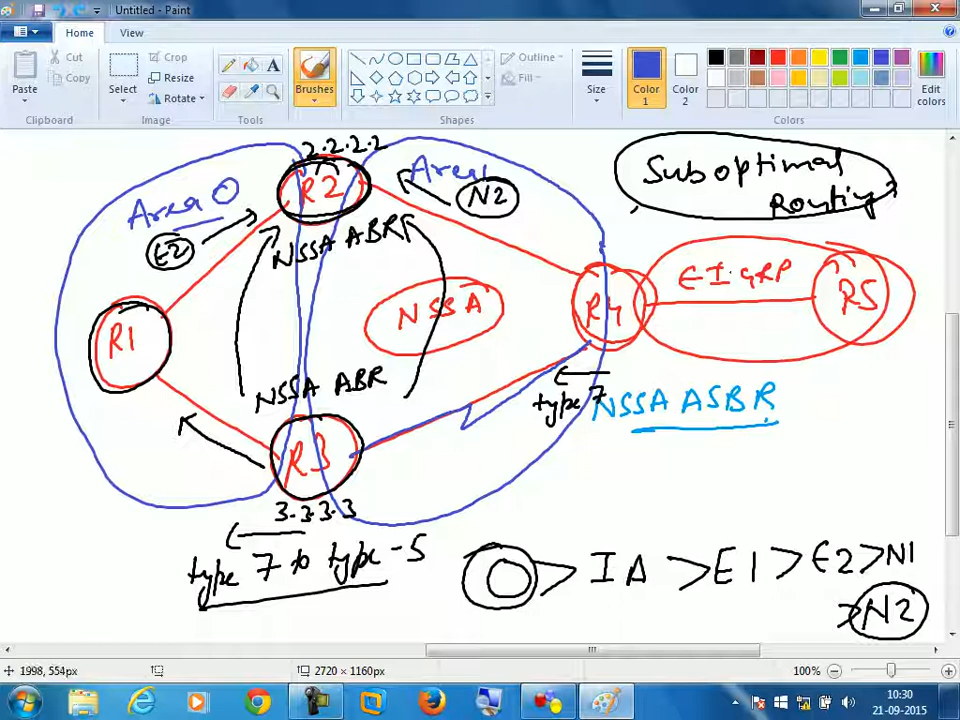 Untitled - Paint
Home
View
Paste
Cut
Copy
Clipboard
Select
Crop
Resize
Rotate
Image
Tools
Brushes
Shapes
Outline
Fill
Size
Color 1
Color 2
Colors
Edit colors
2.2.2.2
R2
Area 0
Area 1
N2
E2
NSSA ABR
Suboptimal
Routing
EIGRP
R5
R4
NSSA
R1
NSSA ABR
type 7
NSSA ASBR
R3
3.3.3.3
type 7 to type-5
O > IA > E1 > E2 > N1
> N2
1998, 554px
2720 × 1160px
100%
10:30
21-09-2015